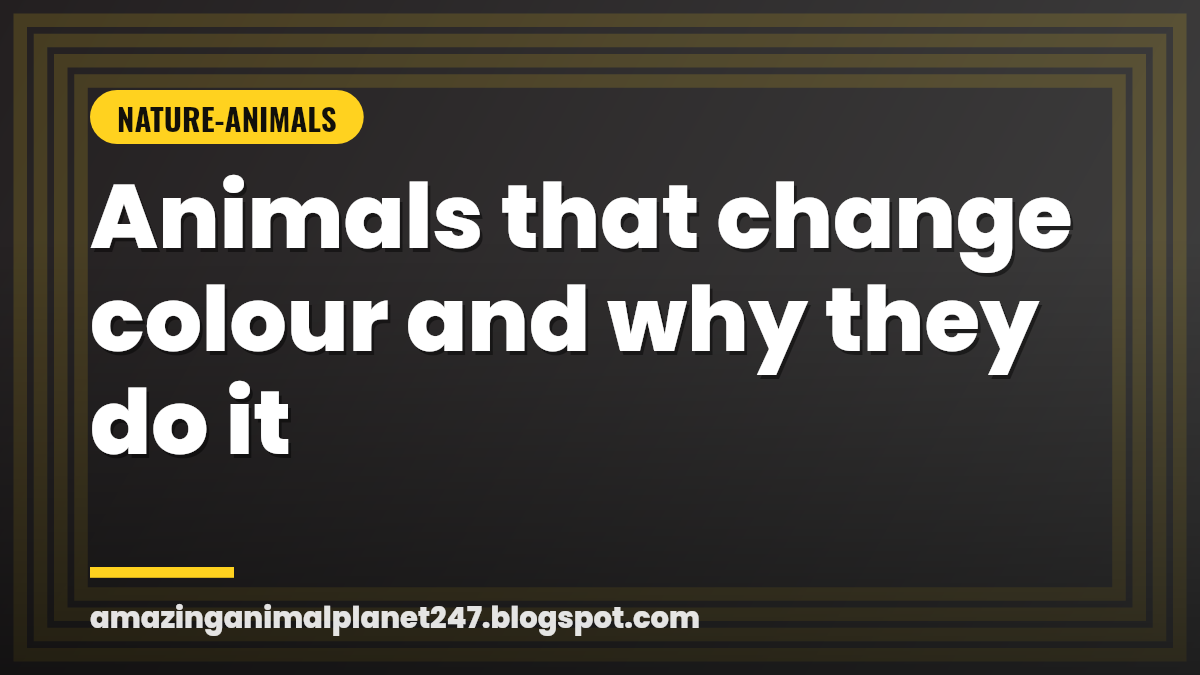 NATURE-ANIMALS
Animals that change
colour and why they
do it
amazinganimalplanet247.blogspot.com